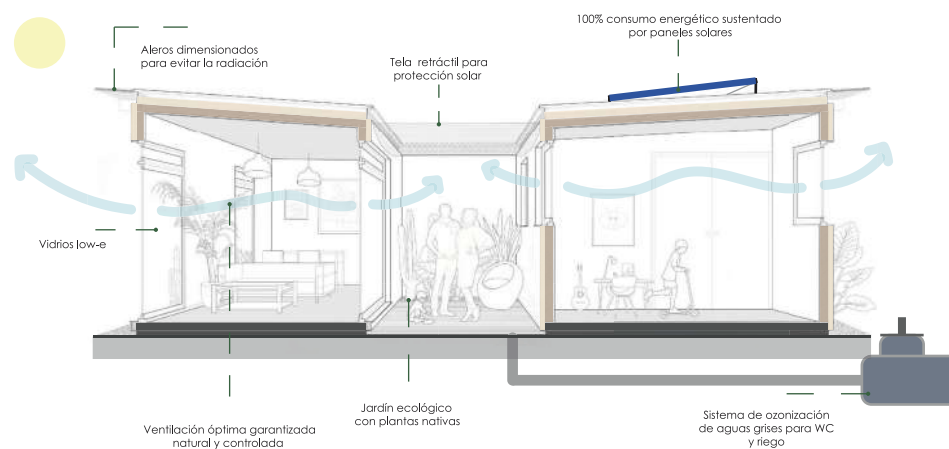 100% consumo energético sustentado
por paneles solares
Aleros dimensionados
para evitar la radiación
Tela retráctil para
protección solar
Vidrios low-e
Ventilación óptima garantizada
natural y controlada
Jardín ecológico
con plantas nativas
Sistema de ozonización
de aguas grises para WC
y riego